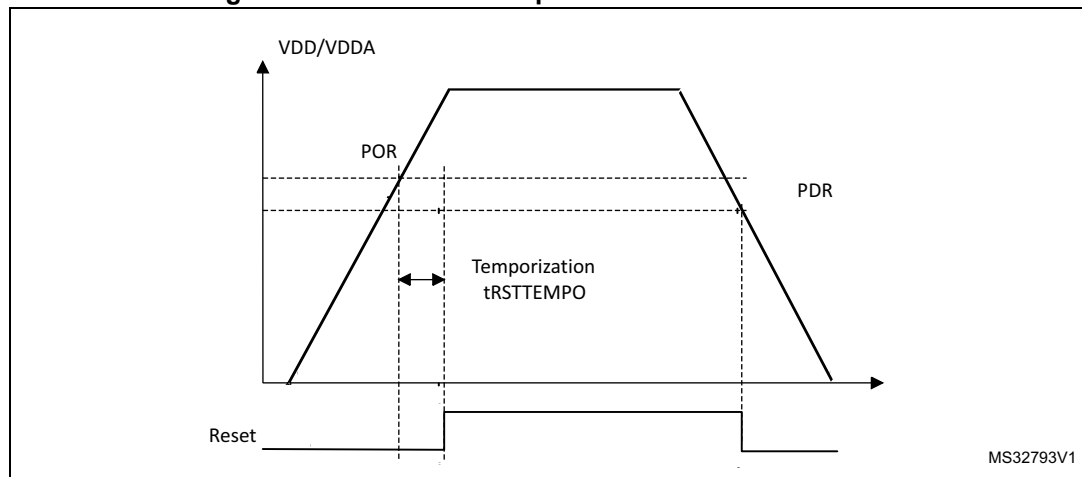 VDD/VDDA
POR
PDR
Temporization
tRSTTEMPO
Reset
MS32793V1